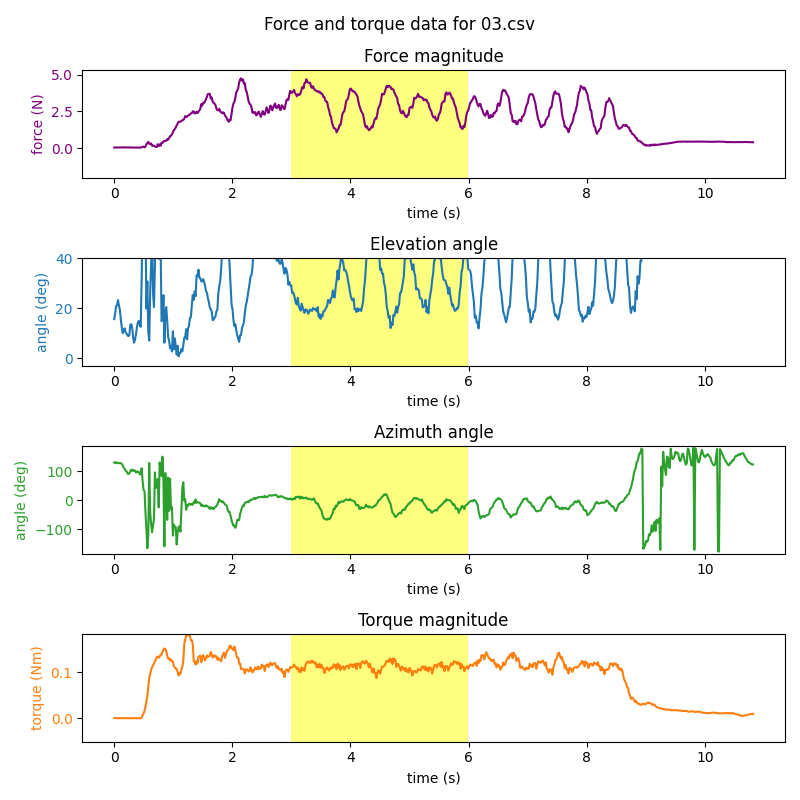 Force and torque data for 03.csv
Force magnitude
5.0
2.5
0.0
force (N)
0 2 4 6 8 10
time (s)
Elevation angle
40
20
0
angle (deg)
0 2 4 6 8 10
time (s)
Azimuth angle
100
0
−100
angle (deg)
0 2 4 6 8 10
time (s)
Torque magnitude
0.1
0.0
torque (Nm)
0 2 4 6 8 10
time (s)